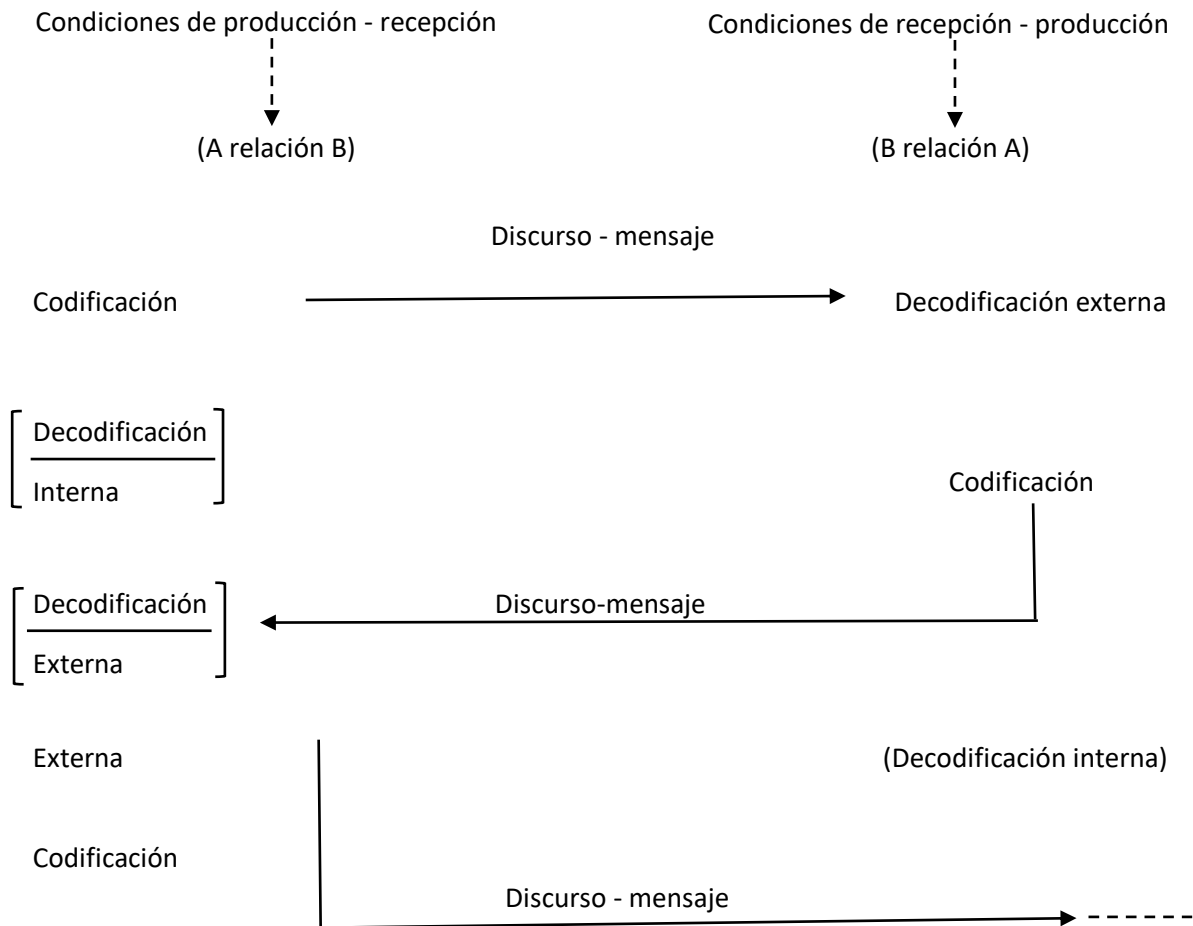 Condiciones de producción - recepción
Condiciones de recepción - producción
(A relación B)
(B relación A)
Discurso - mensaje
Codificación
Decodificación externa
Decodificación
Interna
Codificación
Decodificación
Externa
Discurso-mensaje
Externa
(Decodificación interna)
Codificación
Discurso - mensaje